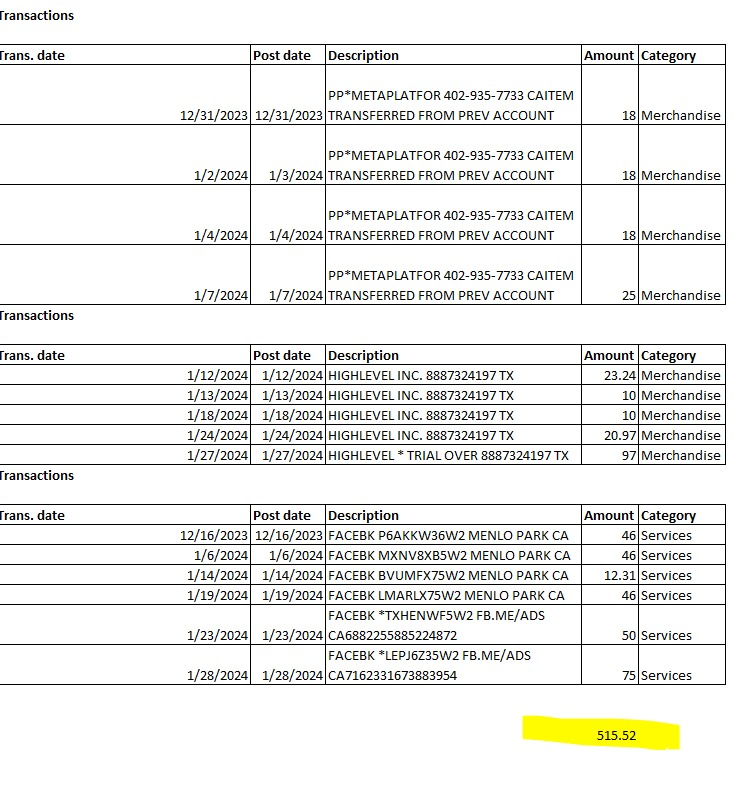 Transactions
Trans. date Post date Description Amount Category
PP*METAPLATFOR 402-935-7733 CAITEM
12/31/2023 12/31/2023 TRANSFERRED FROM PREV ACCOUNT 18 Merchandise
PP*METAPLATFOR 402-935-7733 CAITEM
1/2/2024 1/3/2024 TRANSFERRED FROM PREV ACCOUNT 18 Merchandise
PP*METAPLATFOR 402-935-7733 CAITEM
1/4/2024 1/4/2024 TRANSFERRED FROM PREV ACCOUNT 18 Merchandise
PP*METAPLATFOR 402-935-7733 CAITEM
1/7/2024 1/7/2024 TRANSFERRED FROM PREV ACCOUNT 25 Merchandise
Transactions
Trans. date Post date Description Amount Category
1/12/2024 1/12/2024 HIGHLEVEL INC. 8887324197 TX 23.24 Merchandise
1/13/2024 1/13/2024 HIGHLEVEL INC. 8887324197 TX 10 Merchandise
1/18/2024 1/18/2024 HIGHLEVEL INC. 8887324197 TX 10 Merchandise
1/24/2024 1/24/2024 HIGHLEVEL INC. 8887324197 TX 20.97 Merchandise
1/27/2024 1/27/2024 HIGHLEVEL * TRIAL OVER 8887324197 TX 97 Merchandise
Transactions
Trans. date Post date Description Amount Category
12/16/2023 12/16/2023 FACEBK P6AKKW36W2 MENLO PARK CA 46 Services
1/6/2024 1/6/2024 FACEBK MXNV8XB5W2 MENLO PARK CA 46 Services
1/14/2024 1/14/2024 FACEBK BVUMFX75W2 MENLO PARK CA 12.31 Services
1/19/2024 1/19/2024 FACEBK LMARLX75W2 MENLO PARK CA 46 Services
FACEBK *TXHENWF5W2 FB.ME/ADS
1/23/2024 1/23/2024 CA6882255885224872 50 Services
FACEBK *LEPJ6Z35W2 FB.ME/ADS
1/28/2024 1/28/2024 CA7162331673883954 75 Services
515.52